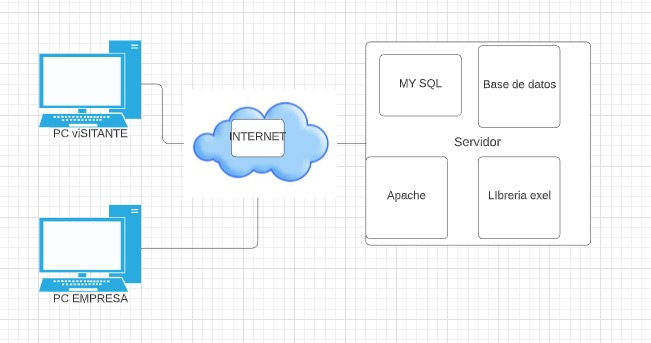 PC viSITANTE
INTERNET
MY SQL
Base de datos
Servidor
Apache
LIbreria exel
PC EMPRESA